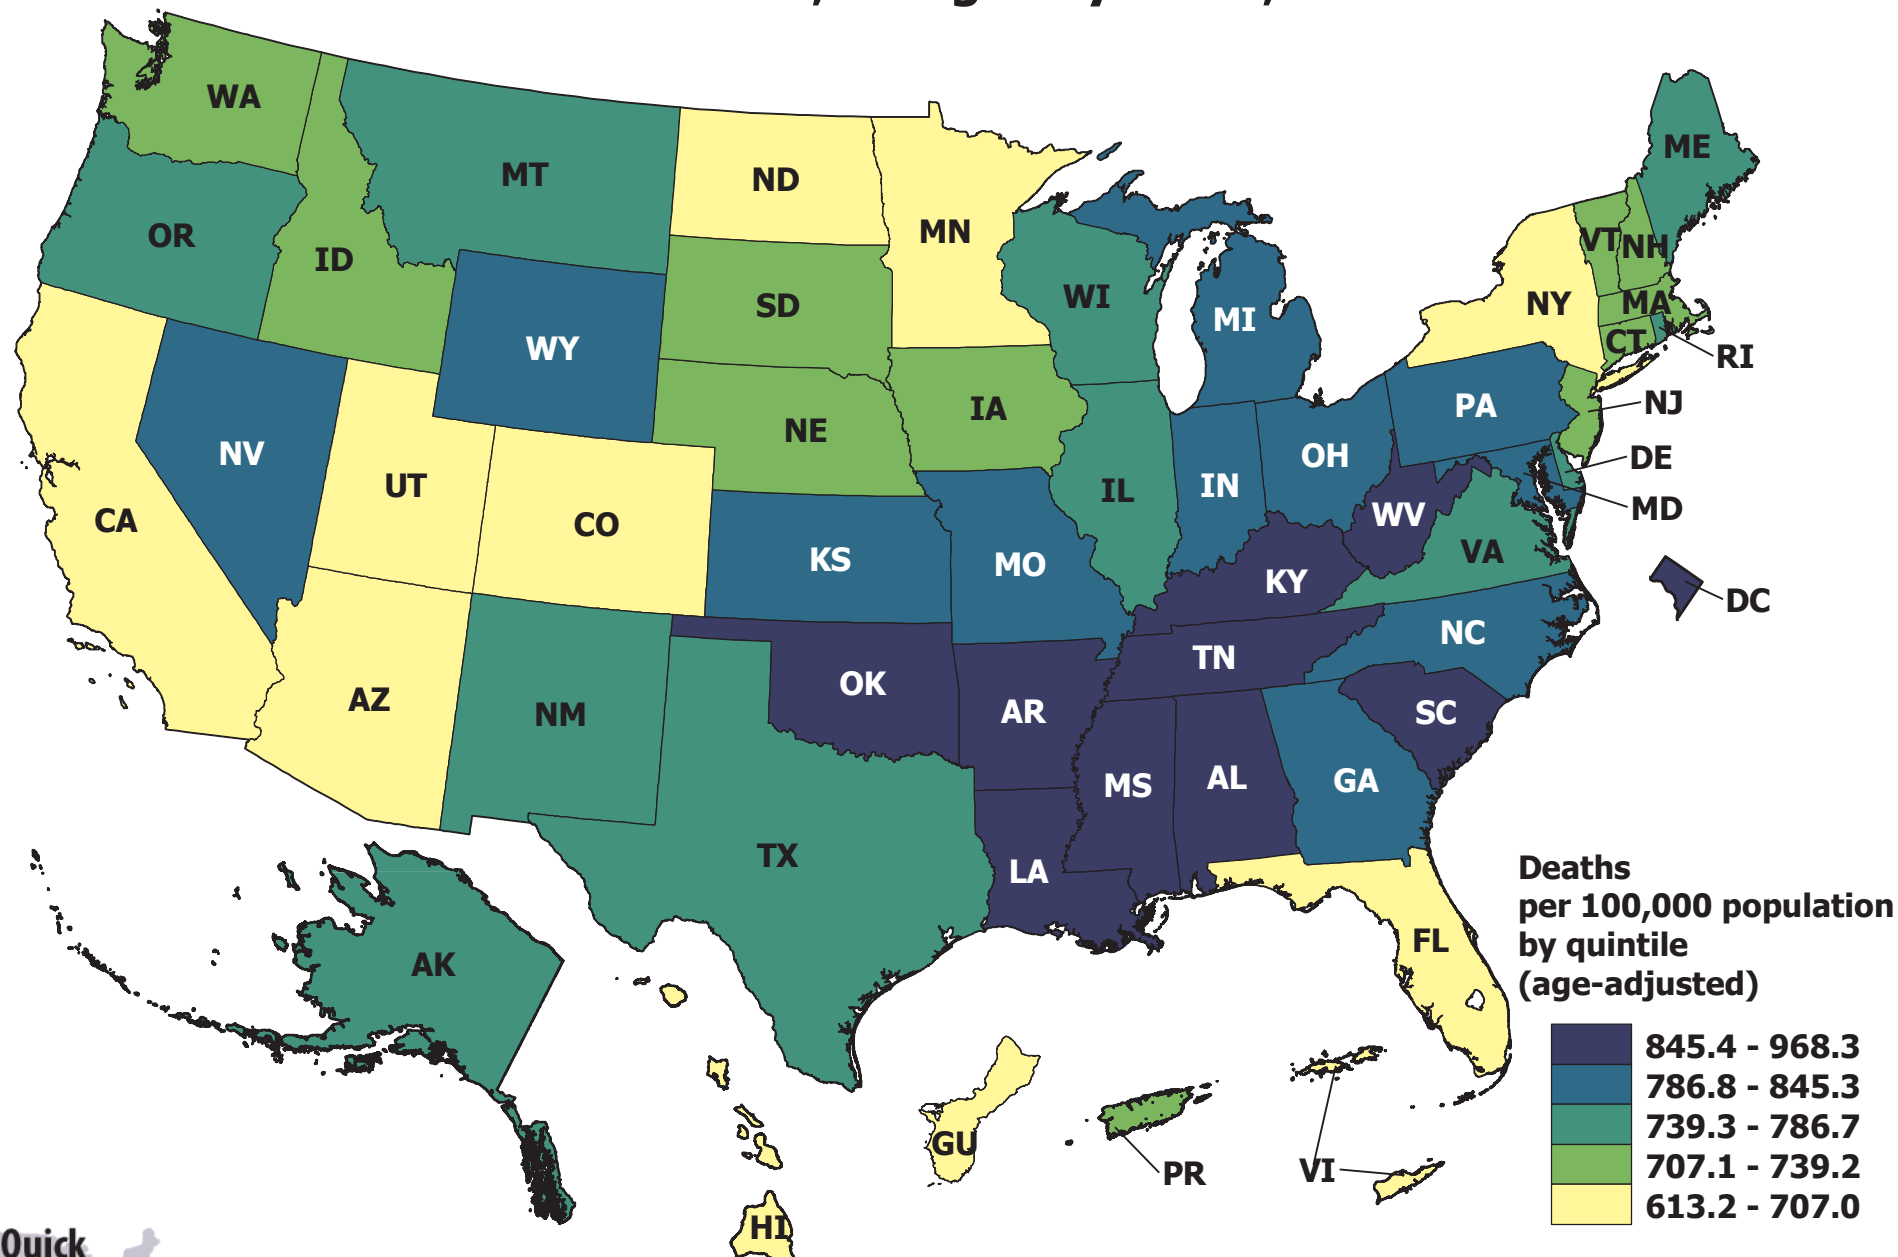 WA
MT
ND
MN
ME
OR
ID
SD
WI
MI
VT
NH
NY
MA
CT
RI
WY
NE
IA
PA
NJ
NV
UT
CO
IL
IN
OH
DE
MD
CA
KS
MO
WV
VA
KY
DC
NC
AZ
NM
OK
AR
TN
SC
TX
MS
AL
GA
LA
AK
FL
HI
GU
PR
VI
Deaths
per 100,000 population
by quintile
(age-adjusted)
845.4 - 968.3
786.8 - 845.3
739.3 - 786.7
707.1 - 739.2
613.2 - 707.0
Quick